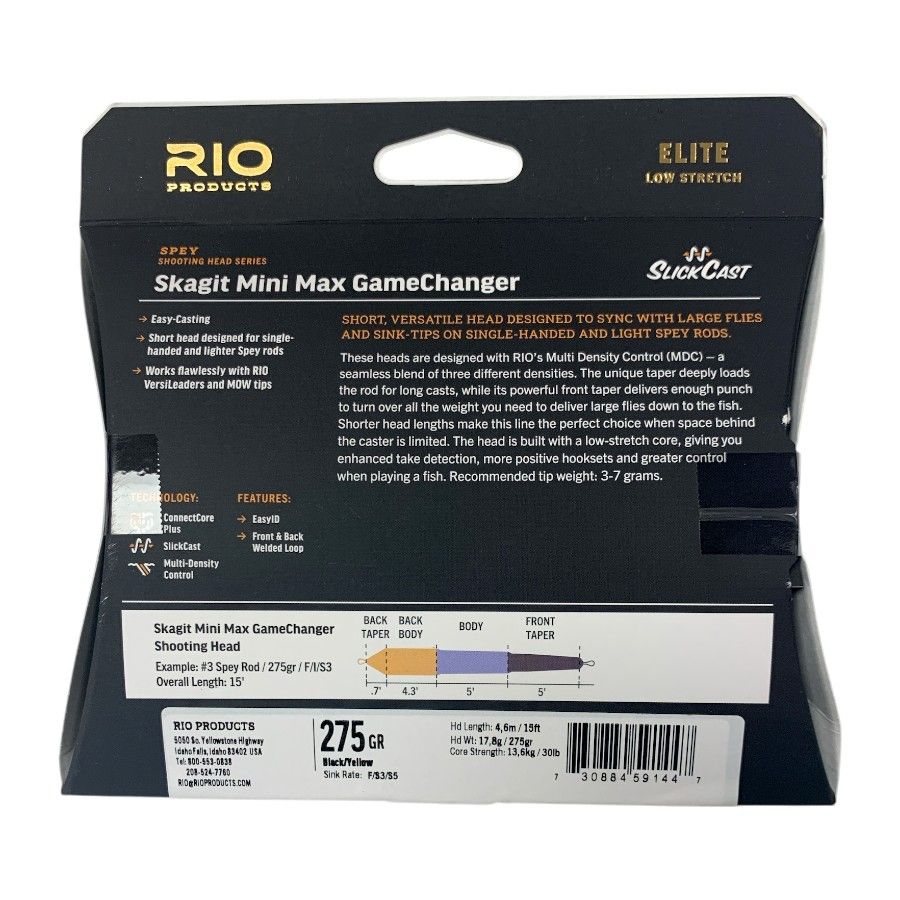 RIO
PRODUCTS
ELITE
LOW STRETCH
SPEY
SHOOTING HEAD SERIES
Skagit Mini Max GameChanger
SLICKCAST
→ Easy-Casting
→ Short head designed for single-
handed and lighter Spey rods
→ Works flawlessly with RIO
VersiLeaders and MOW tips
SHORT, VERSATILE HEAD DESIGNED TO SYNC WITH LARGE FLIES
AND SINK-TIPS ON SINGLE-HANDED AND LIGHT SPEY RODS.
These heads are designed with RIO's Multi Density Control (MDC) — a
seamless blend of three different densities. The unique taper deeply loads
the rod for long casts, while its powerful front taper delivers enough punch
to turn over all the weight you need to deliver large flies down to the fish.
Shorter head lengths make this line the perfect choice when space behind
the caster is limited. The head is built with a low-stretch core, giving you
enhanced take detection, more positive hooksets and greater control
when playing a fish. Recommended tip weight: 3-7 grams.
TECHNOLOGY:
ConnectCore
Plus
SlickCast
Multi-Density
Control
FEATURES:
→ EasyID
→ Front & Back
Welded Loop
Skagit Mini Max GameChanger
Shooting Head
Example: #3 Spey Rod / 275gr / F/I/S3
Overall Length: 15'
BACK TAPER
BACK BODY
BODY
FRONT TAPER
.7' 4.3' 5' 5'
RIO PRODUCTS
5050 So. Yellowstone Highway
Idaho Falls, Idaho 83402 USA
Tel: 800-553-0838
208-524-7760
RIO@RIOPRODUCTS.COM
275 GR
Black/Yellow
Sink Rate: F/S3/S5
Hd Length: 4,6m / 15ft
Hd Wt: 17,8g / 275gr
Core Strength: 13,6kg / 30lb
7 30884 59144 7